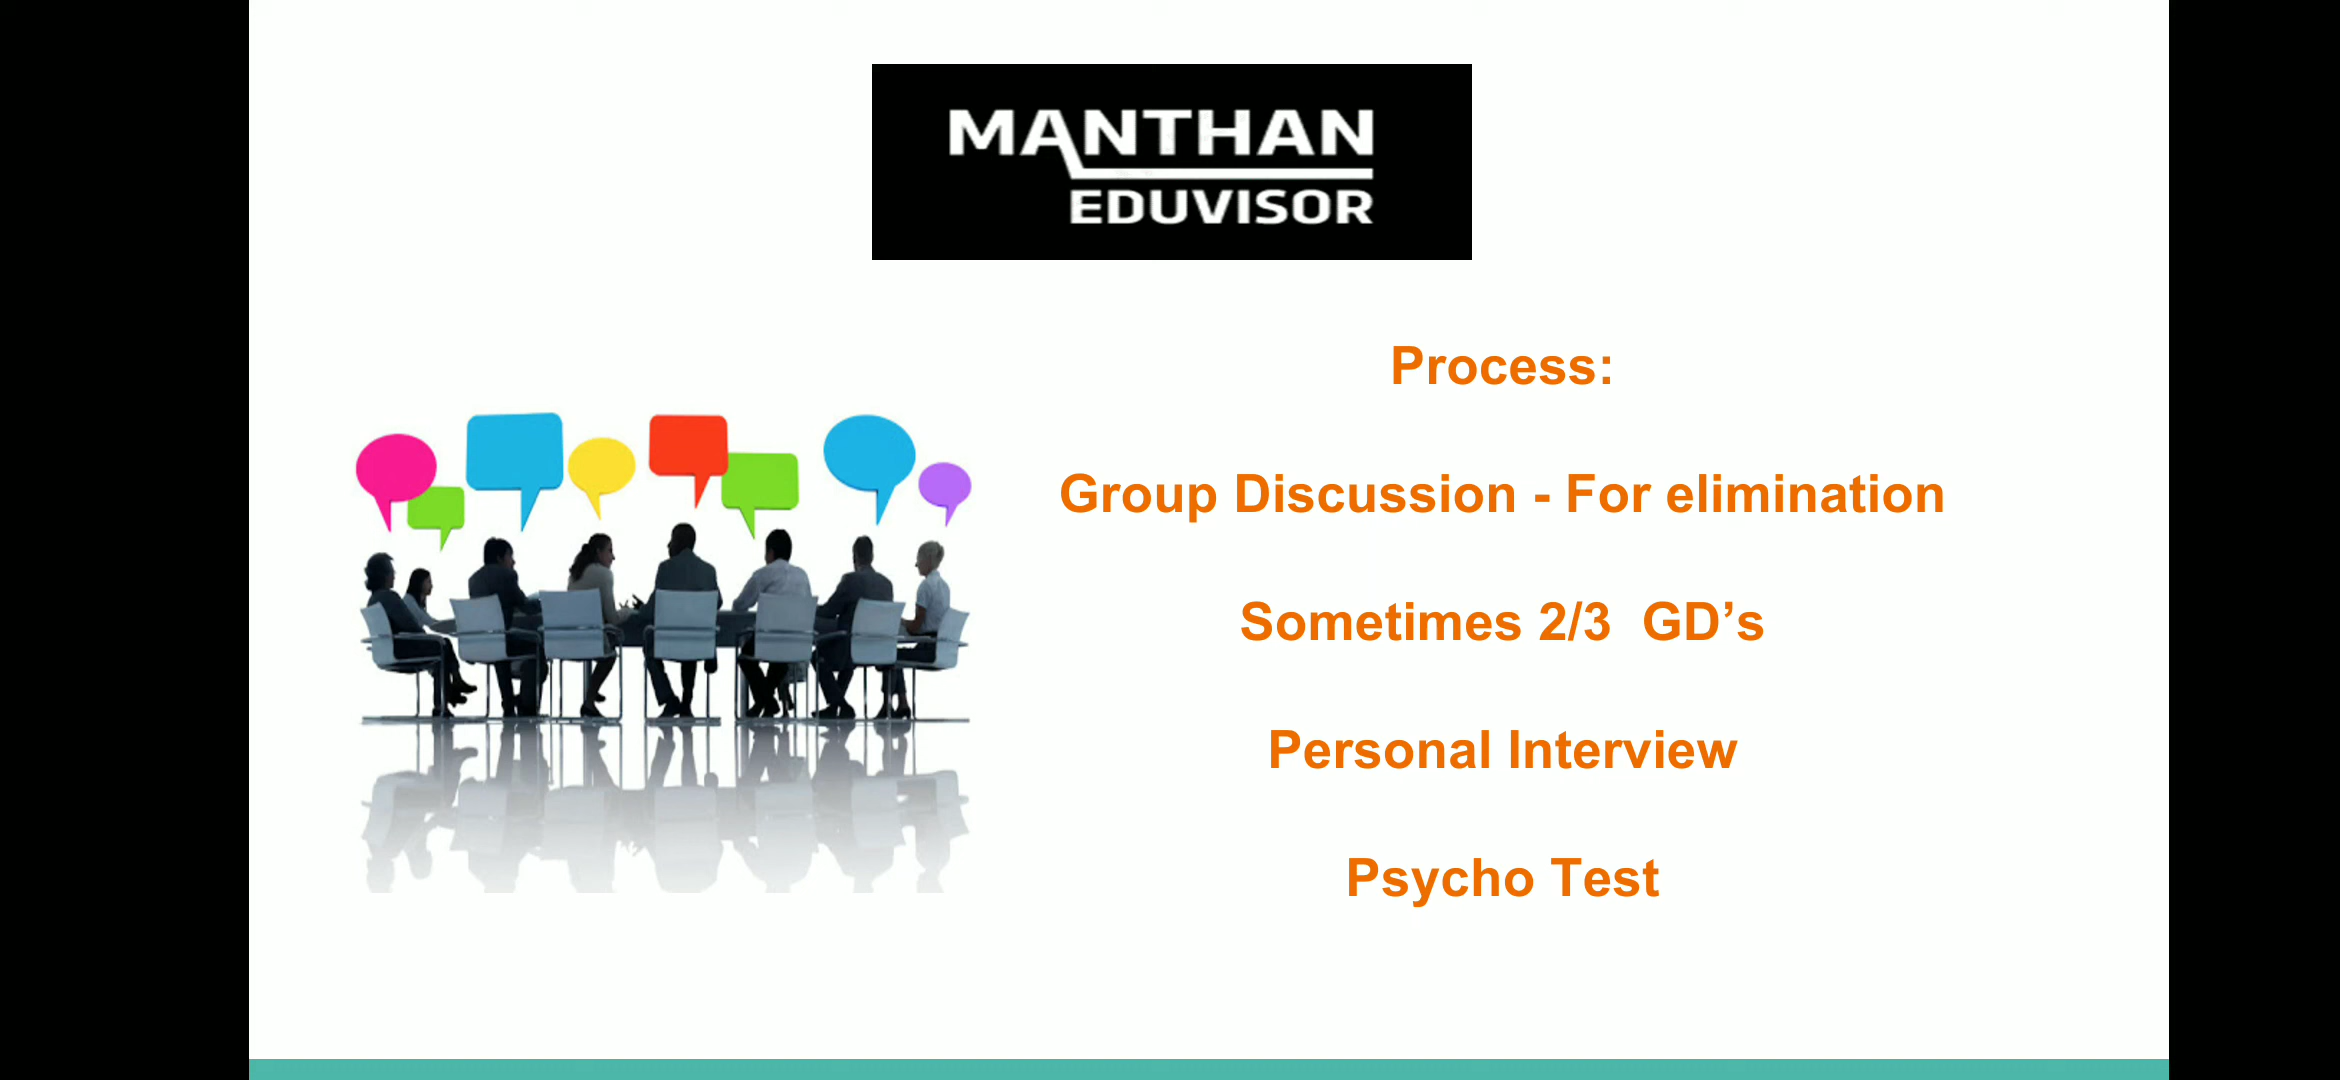 MANTHAN
EDUVISOR
Process:
Group Discussion - For elimination
Sometimes 2/3  GD’s
Personal Interview
Psycho Test